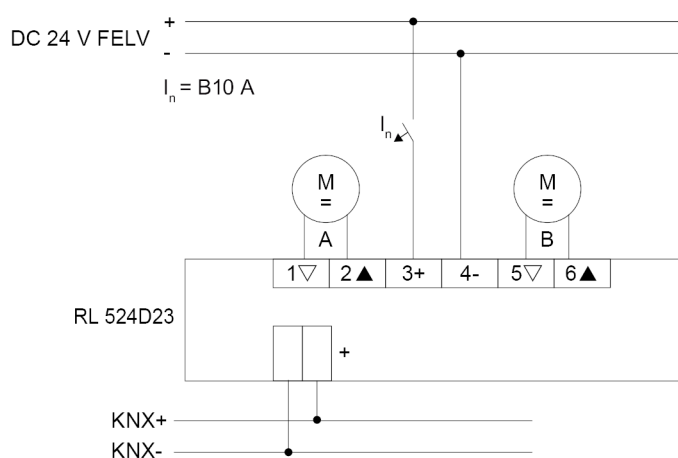 +
DC 24 V FELV
-
In = B10 A
In
M
=
M
=
A
B
1▽ 2▲ 3+ 4- 5▽ 6▲
RL 524D23
+
KNX+
KNX-